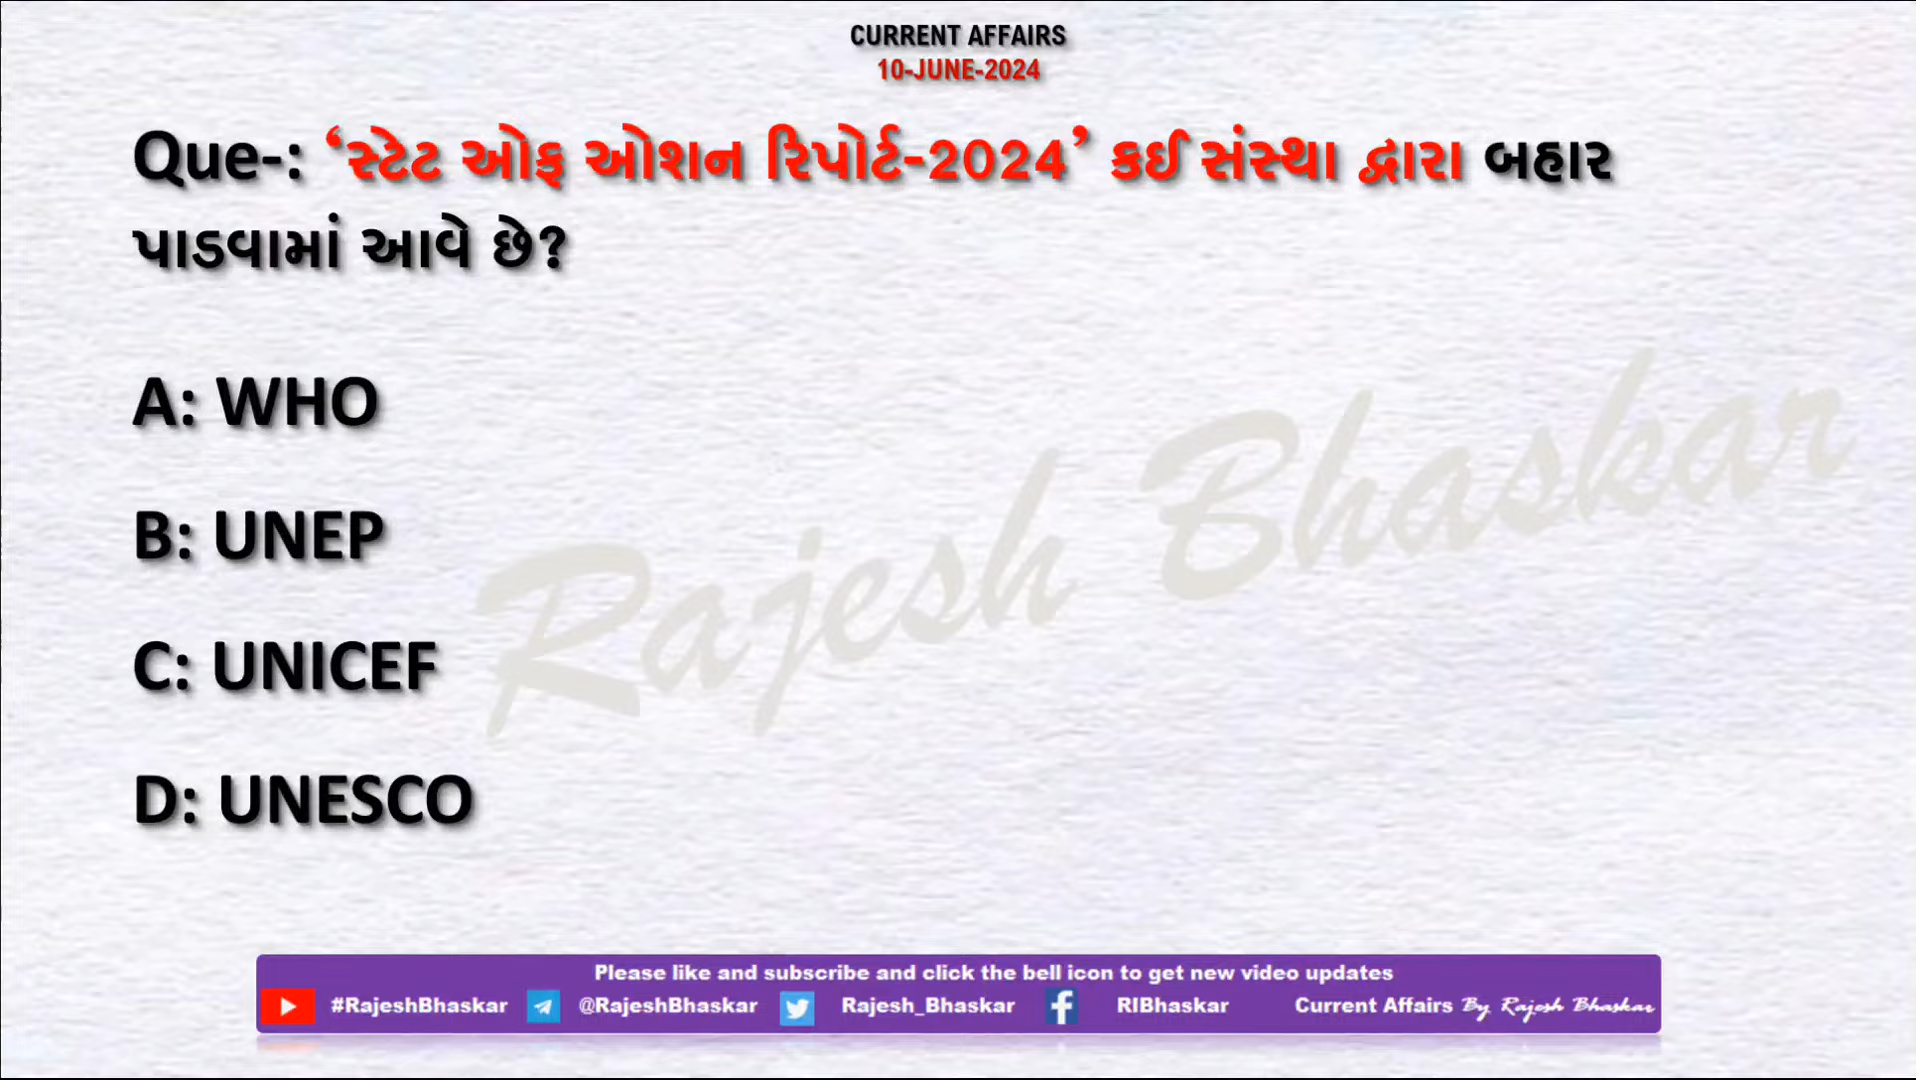 CURRENT AFFAIRS
10-JUNE-2024
Que-: ‘સ્ટેટ ઓફ ઓશન રિપોર્ટ-2024’ કઈ સંસ્થા દ્વારા બહાર
પાડવામાં આવે છે?
A: WHO
B: UNEP
C: UNICEF
D: UNESCO
Rajesh Bhaskar
Please like and subscribe and click the bell icon to get new video updates
#RajeshBhaskar @RajeshBhaskar Rajesh_Bhaskar RIBhaskar Current Affairs By Rajesh Bhaskar